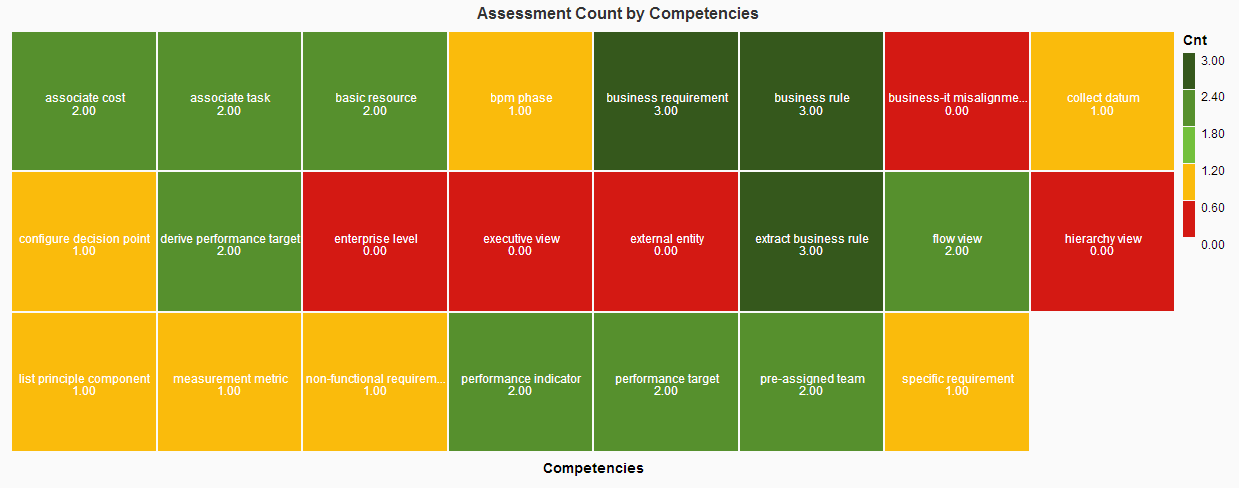 Assessment Count by Competencies
Cnt
3.00
2.40
1.80
1.20
0.60
0.00
associate cost
2.00
associate task
2.00
basic resource
2.00
bpm phase
1.00
business requirement
3.00
business rule
3.00
business-it misalignme...
0.00
collect datum
1.00
configure decision point
1.00
derive performance target
2.00
enterprise level
0.00
executive view
0.00
external entity
0.00
extract business rule
3.00
flow view
2.00
hierarchy view
0.00
list principle component
1.00
measurement metric
1.00
non-functional requirem...
1.00
performance indicator
2.00
performance target
2.00
pre-assigned team
2.00
specific requirement
1.00
Competencies